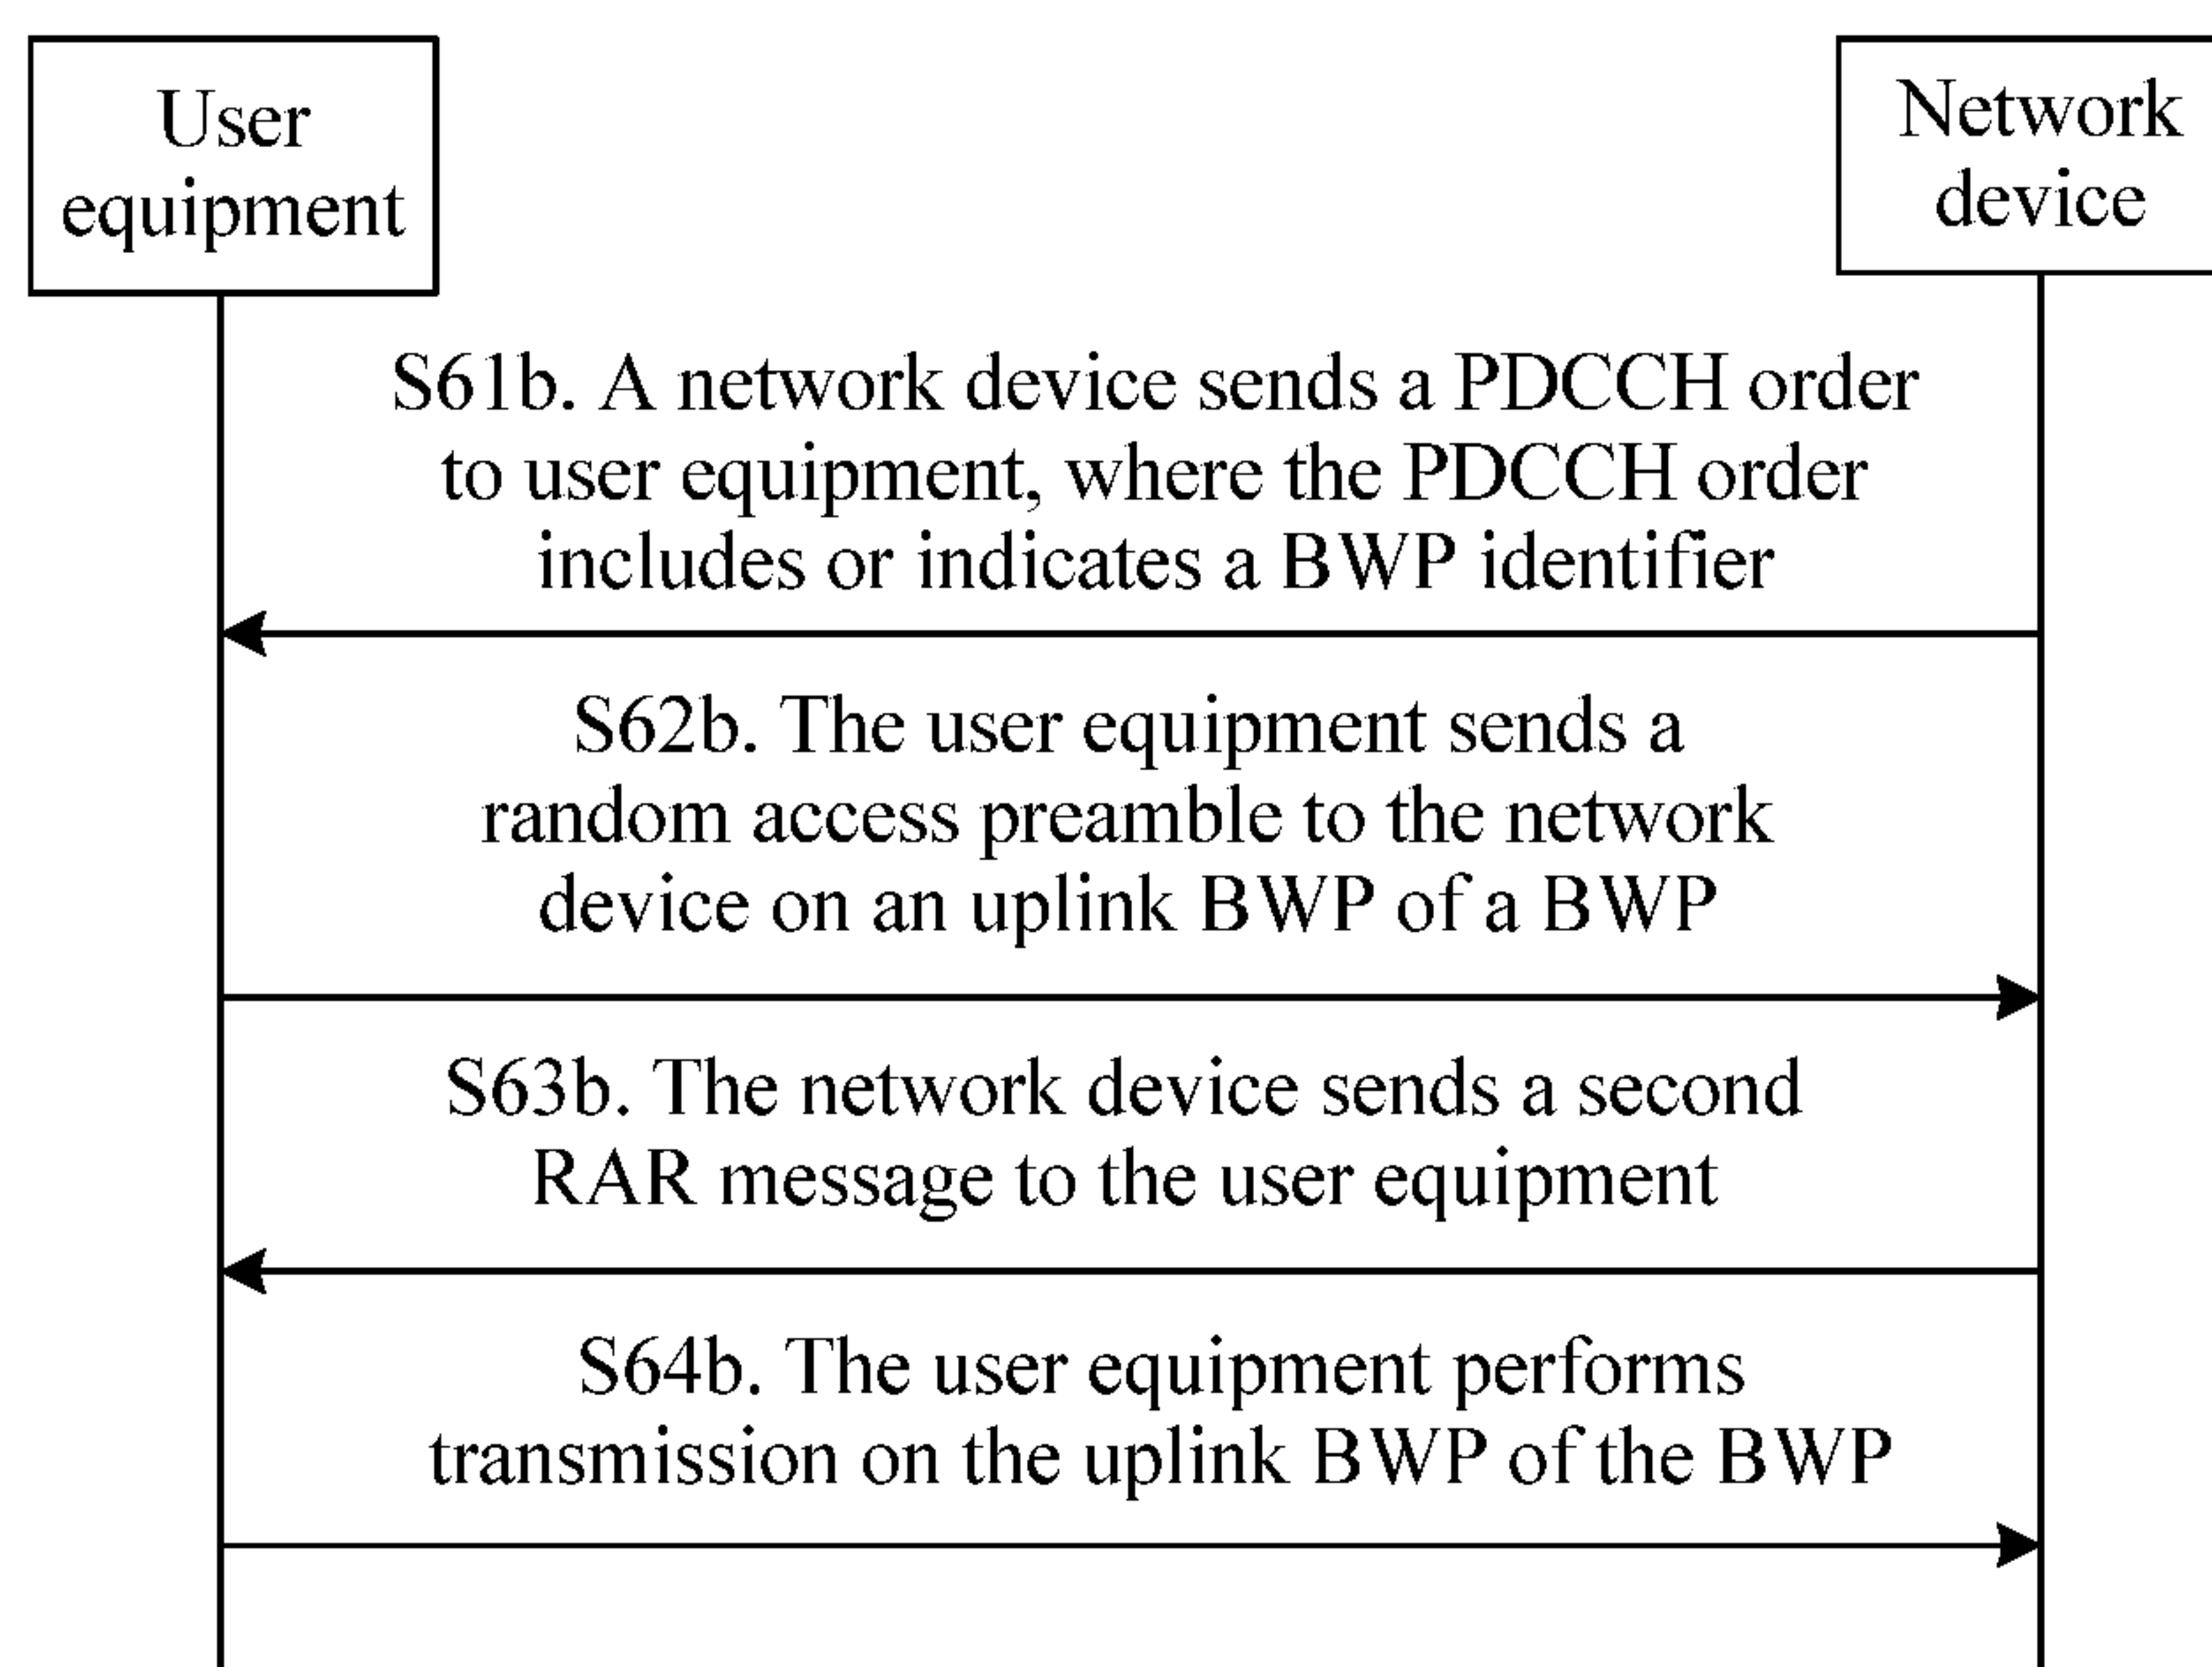 User
equipment
Network
device
S61b. A network device sends a PDCCH order
to user equipment, where the PDCCH order
includes or indicates a BWP identifier
S62b. The user equipment sends a
random access preamble to the network
device on an uplink BWP of a BWP
S63b. The network device sends a second
RAR message to the user equipment
S64b. The user equipment performs
transmission on the uplink BWP of the BWP